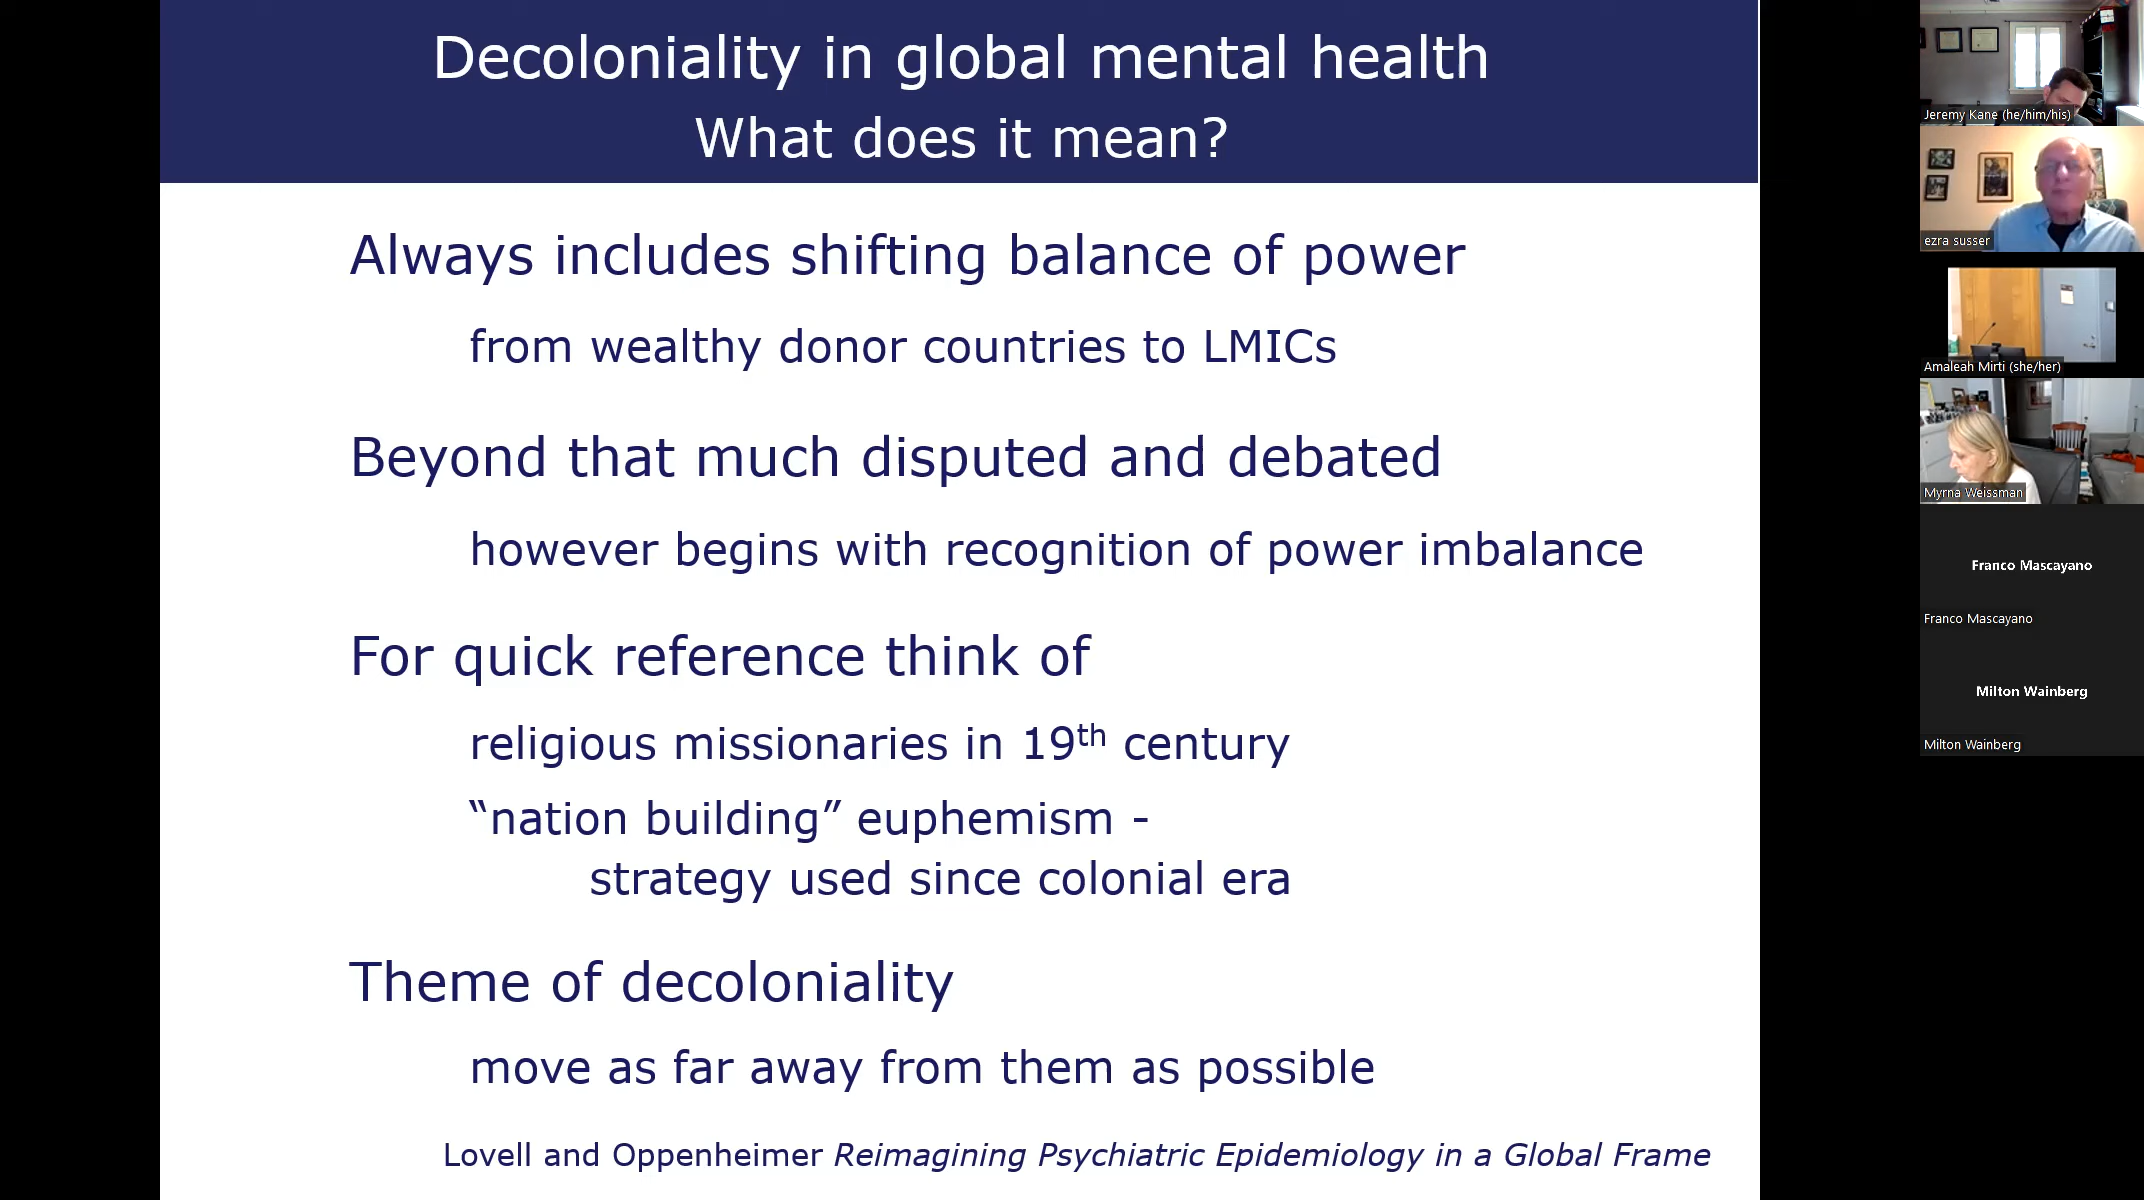 Decoloniality in global mental health
What does it mean?
Always includes shifting balance of power
from wealthy donor countries to LMICs
Beyond that much disputed and debated
however begins with recognition of power imbalance
For quick reference think of
religious missionaries in 19th century
“nation building” euphemism -
strategy used since colonial era
Theme of decoloniality
move as far away from them as possible
Lovell and Oppenheimer Reimagining Psychiatric Epidemiology in a Global Frame
Jeremy Kane (he/him/his)
ezra susser
Amaleah Mirti (she/her)
Myrna Weissman
Franco Mascayano
Franco Mascayano
Milton Wainberg
Milton Wainberg